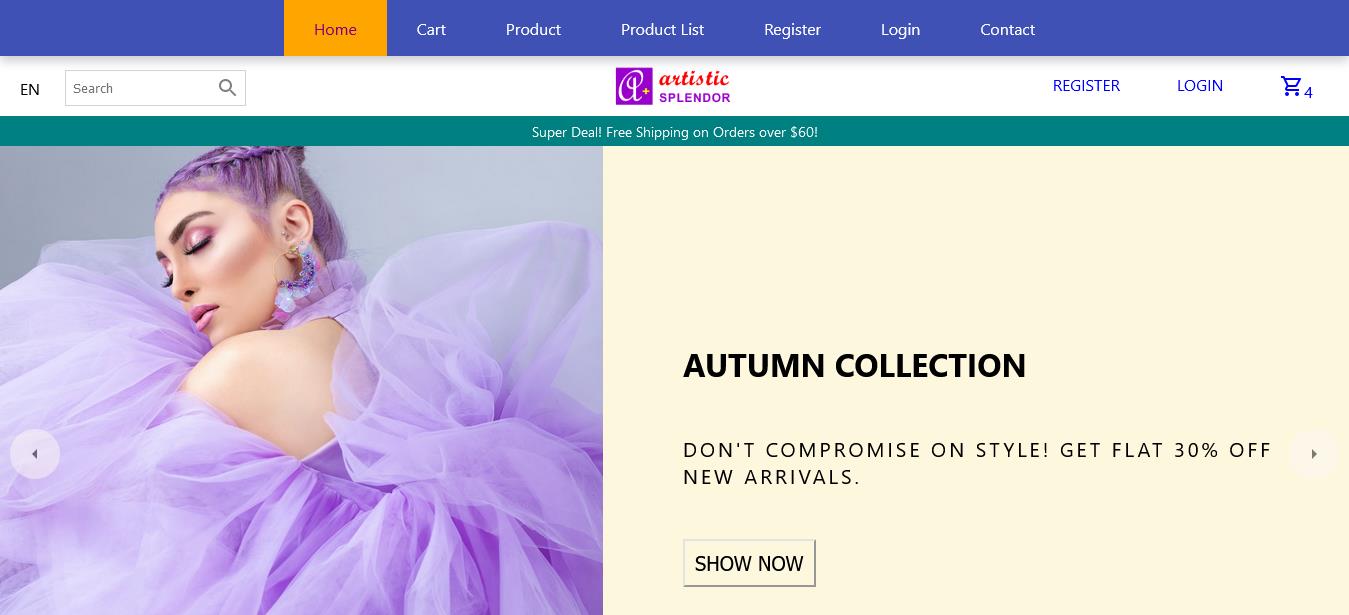 Home Cart Product Product List Register Login Contact
EN Search artistic SPLENDOR REGISTER LOGIN 4
Super Deal! Free Shipping on Orders over $60!
AUTUMN COLLECTION
DON'T COMPROMISE ON STYLE! GET FLAT 30% OFF
NEW ARRIVALS.
SHOW NOW